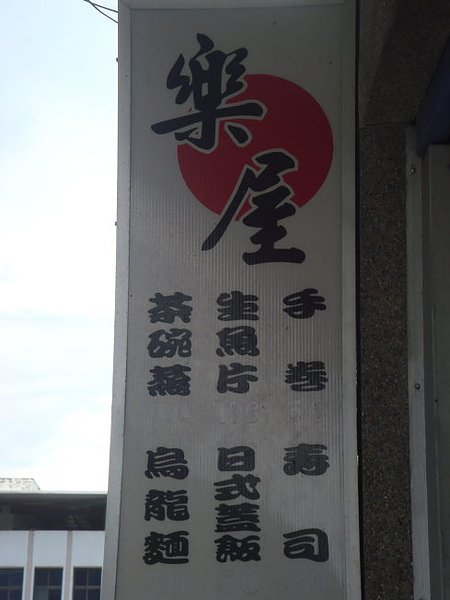 樂屋
手卷 壽司
生魚片 日式蓋飯
茶碗蒸 烏龍麵